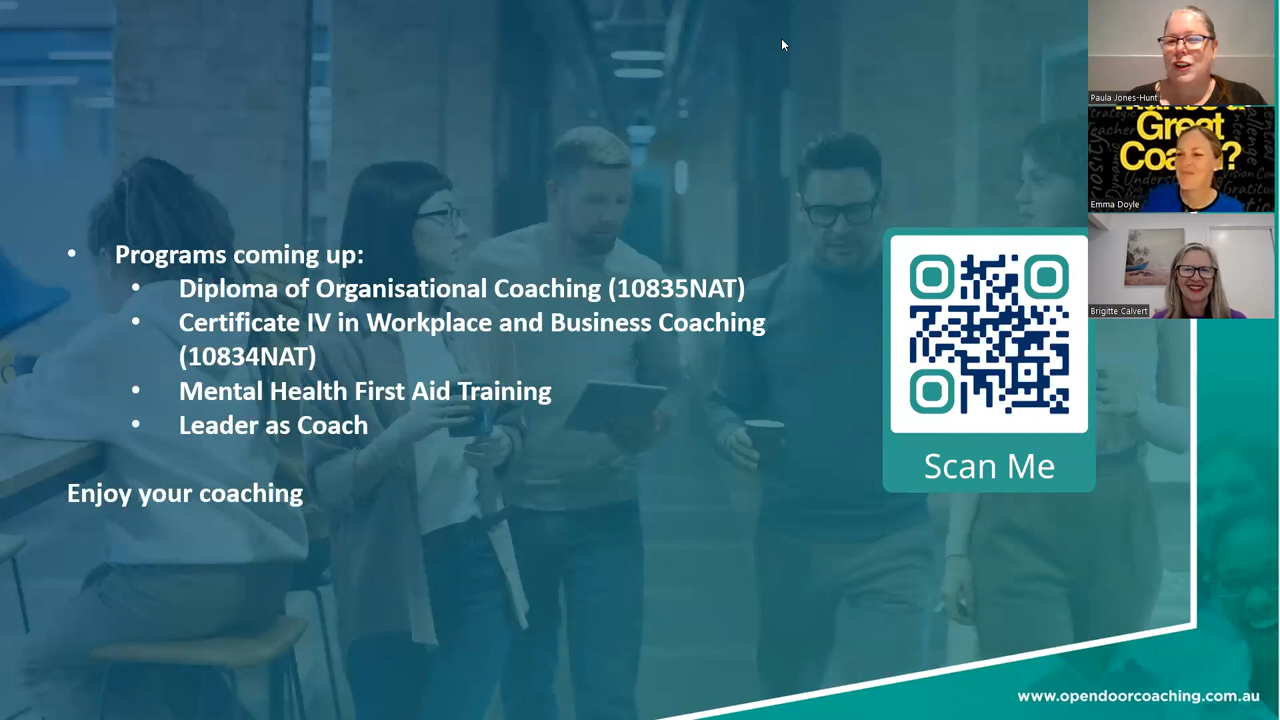 • Programs coming up:
• Diploma of Organisational Coaching (10835NAT)
• Certificate IV in Workplace and Business Coaching
(10834NAT)
• Mental Health First Aid Training
• Leader as Coach
Enjoy your coaching
Scan Me
www.opendoorcoaching.com.au
Paula Jones-Hunt
Great
Emma Doyle
Brigitte Calvert